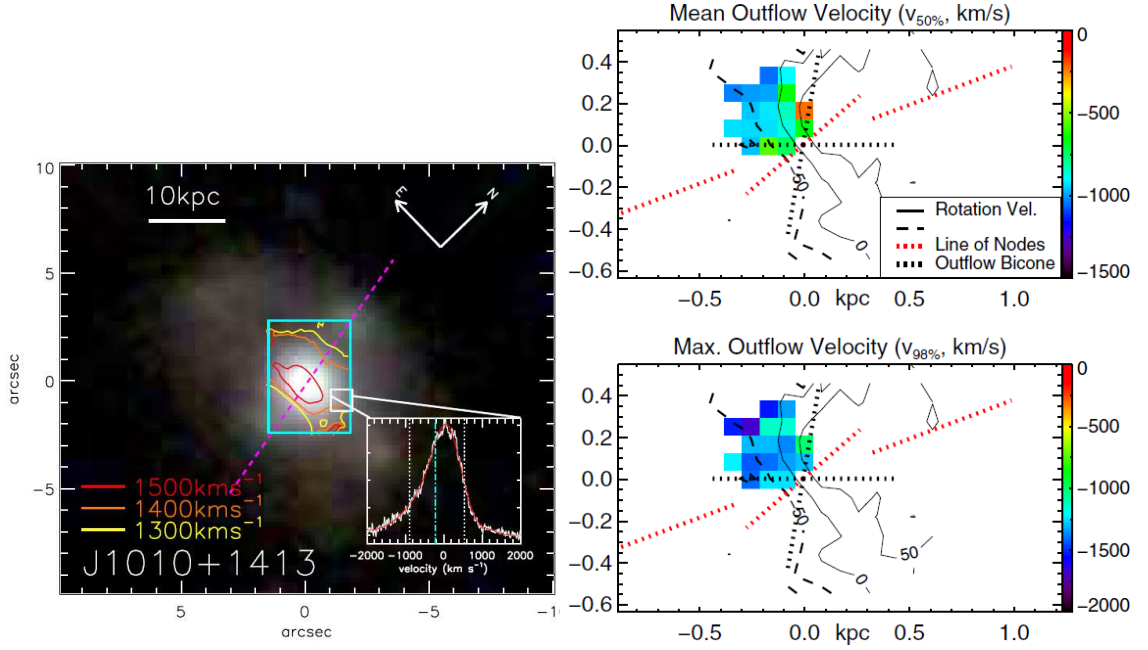 10
5
0
−5
arcsec
5
0
−5
−10
arcsec
10kpc
E
N
2
0
1500kms⁻¹
1400kms⁻¹
1300kms⁻¹
J1010+1413
−2000 −1000 0 1000 2000
velocity (km s⁻¹)
Mean Outflow Velocity (v50%, km/s)
0.4
0.2
0.0
−0.2
−0.4
−0.6
50
0
Rotation Vel.
Line of Nodes
Outflow Bicone
−0.5 0.0 kpc 0.5 1.0
0
−500
−1000
−1500
Max. Outflow Velocity (v98%, km/s)
0.4
0.2
0.0
−0.2
−0.4
−0.6
50
0
50
−0.5 0.0 kpc 0.5 1.0
0
−500
−1000
−1500
−2000